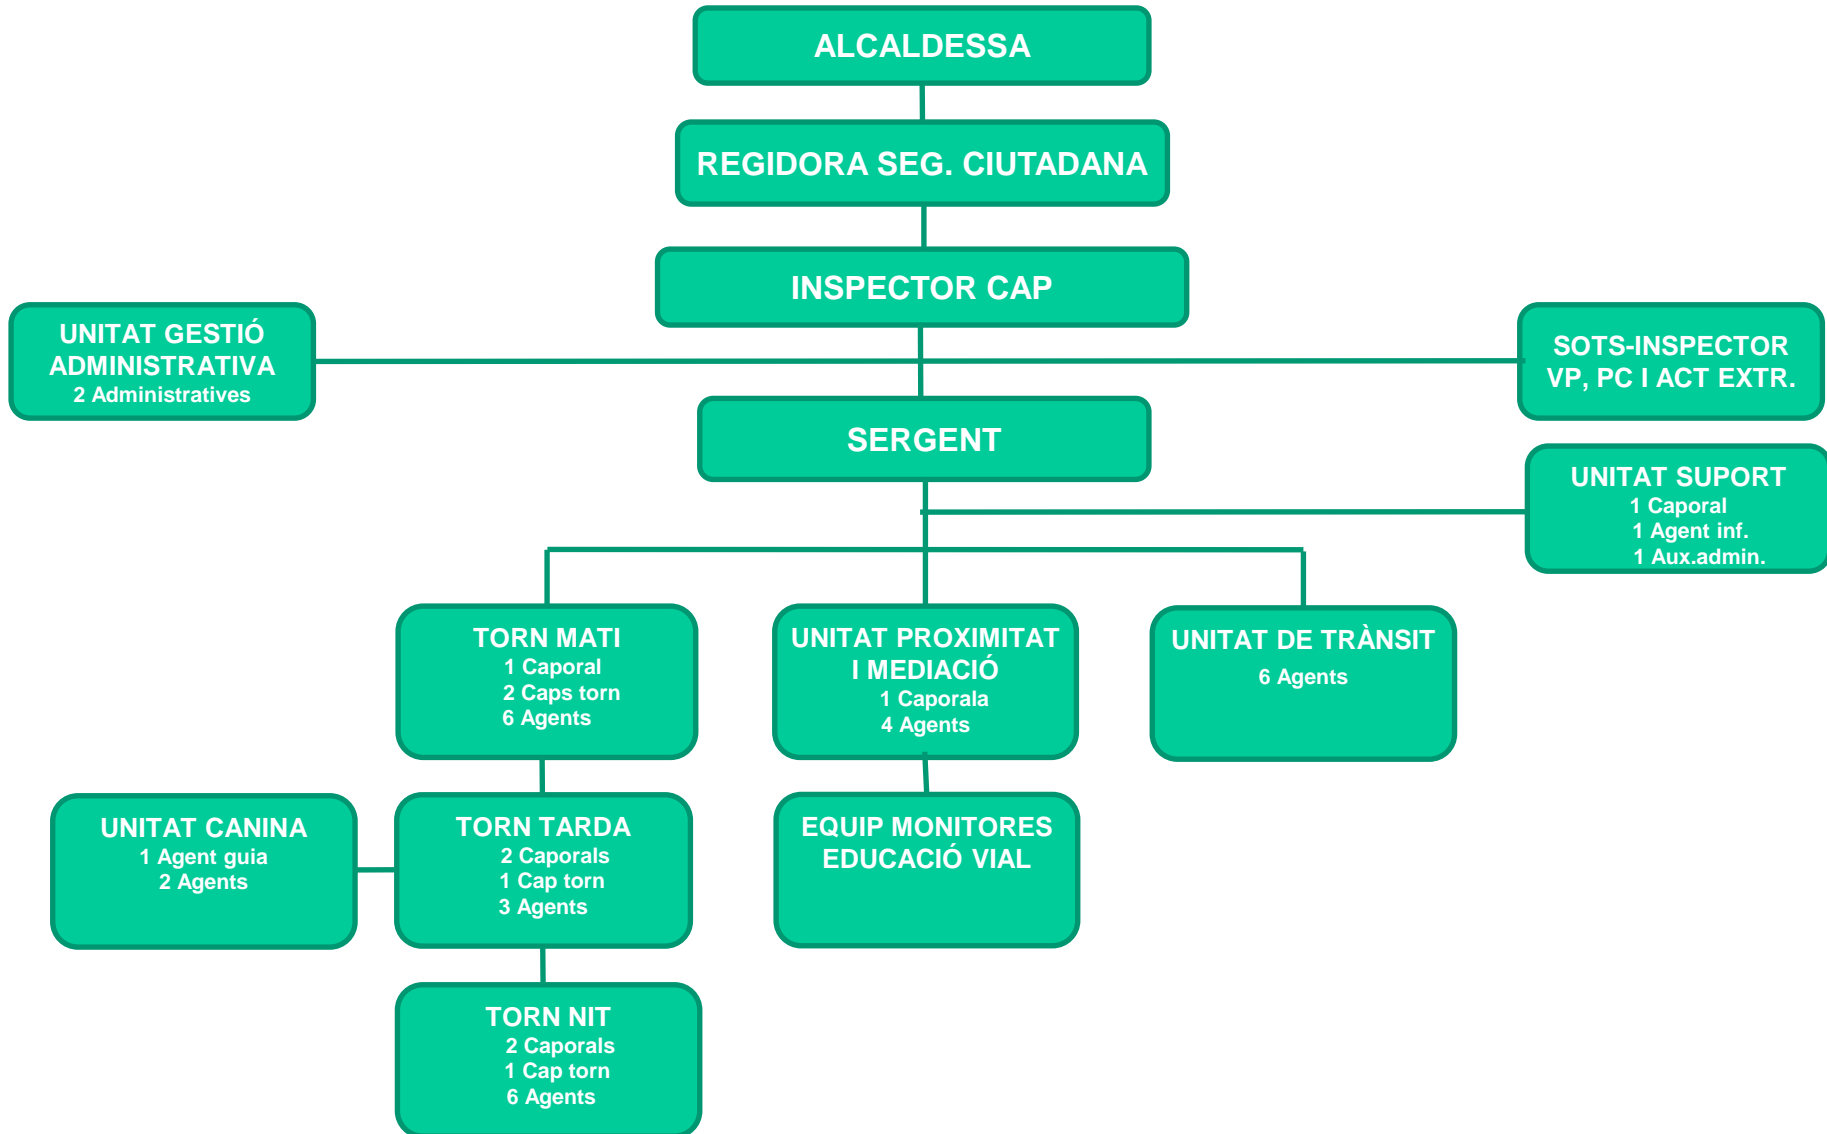 ALCALDESSA
REGIDORA SEG. CIUTADANA
INSPECTOR CAP
UNITAT GESTIÓ
ADMINISTRATIVA
2 Administratives
SOTS-INSPECTOR
VP, PC I ACT EXTR.
SERGENT
UNITAT SUPORT
1 Caporal
1 Agent inf.
1 Aux.admin.
TORN MATI
1 Caporal
2 Caps torn
6 Agents
UNITAT PROXIMITAT
I MEDIACIÓ
1 Caporala
4 Agents
UNITAT DE TRÀNSIT
6 Agents
UNITAT CANINA
1 Agent guia
2 Agents
TORN TARDA
2 Caporals
1 Cap torn
3 Agents
EQUIP MONITORES
EDUCACIÓ VIAL
TORN NIT
2 Caporals
1 Cap torn
6 Agents